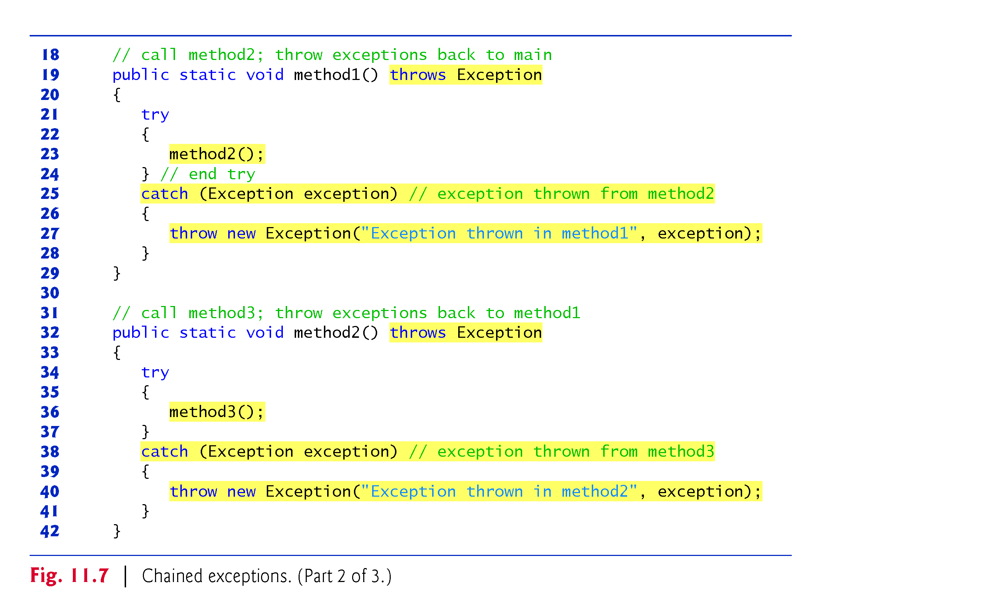 18 // call method2; throw exceptions back to main
19 public static void method1() throws Exception
20 {
21 try
22 {
23 method2();
24 } // end try
25 catch (Exception exception) // exception thrown from method2
26 {
27 throw new Exception("Exception thrown in method1", exception);
28 }
29 }
30
31 // call method3; throw exceptions back to method1
32 public static void method2() throws Exception
33 {
34 try
35 {
36 method3();
37 }
38 catch (Exception exception) // exception thrown from method3
39 {
40 throw new Exception("Exception thrown in method2", exception);
41 }
42 }
Fig. 11.7 | Chained exceptions. (Part 2 of 3.)